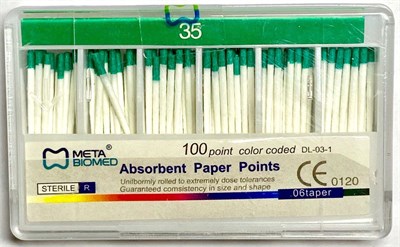 35
100 point color coded DL-03-1
META
BIOMED
Absorbent Paper Points
CE 0120
STERILE R
Uniformly rolled to extremely dose tolerances
Guaranteed comsistency in size and shape
06taper